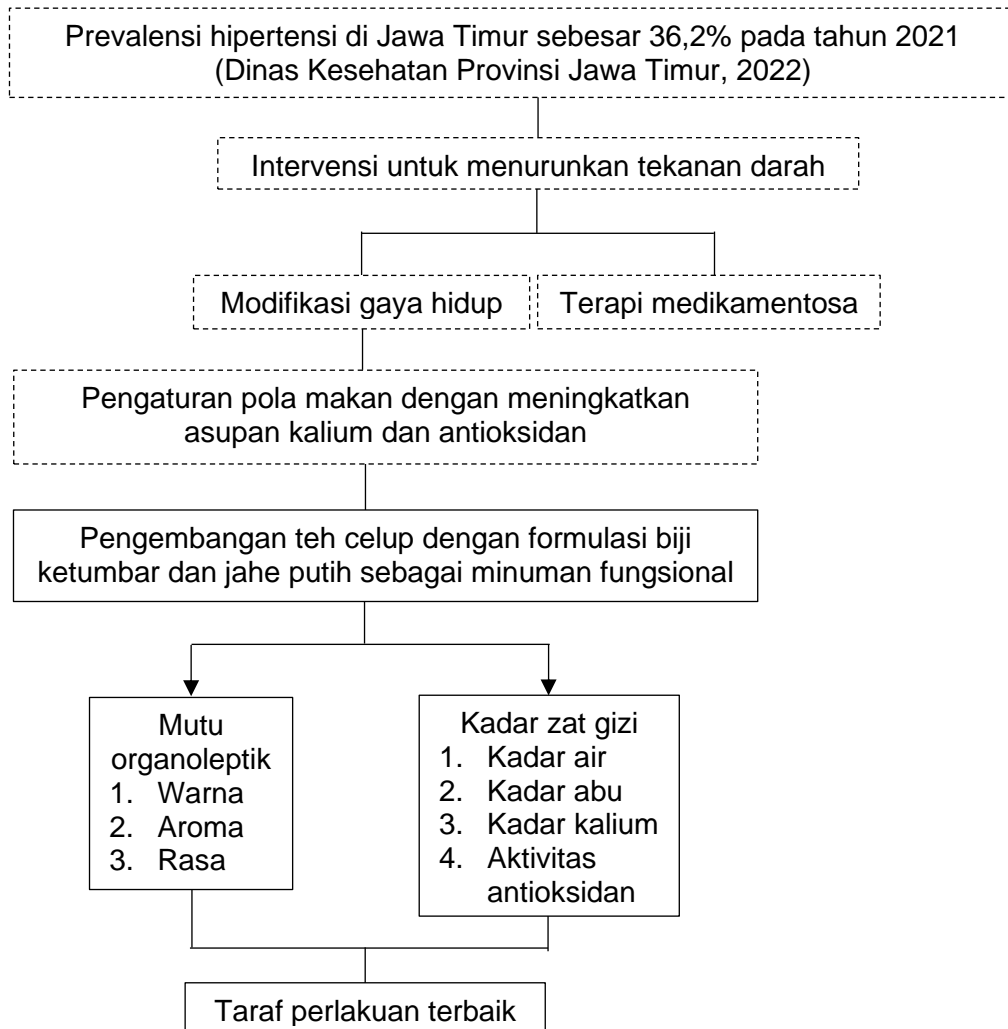 Prevalensi hipertensi di Jawa Timur sebesar 36,2% pada tahun 2021
(Dinas Kesehatan Provinsi Jawa Timur, 2022)
Intervensi untuk menurunkan tekanan darah
Modifikasi gaya hidup
Terapi medikamentosa
Pengaturan pola makan dengan meningkatkan
asupan kalium dan antioksidan
Pengembangan teh celup dengan formulasi biji
ketumbar dan jahe putih sebagai minuman fungsional
Mutu
organoleptik
1. Warna
2. Aroma
3. Rasa
Kadar zat gizi
1. Kadar air
2. Kadar abu
3. Kadar kalium
4. Aktivitas
antioksidan
Taraf perlakuan terbaik